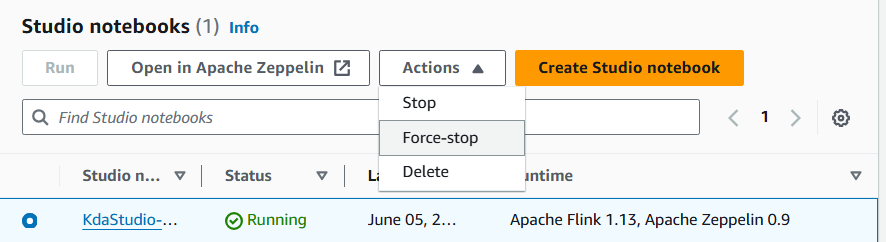 Studio notebooks (1) Info
Run Open in Apache Zeppelin Actions Create Studio notebook
Stop
Find Studio notebooks 1
Force-stop
Delete
Studio n... Status La untime
KdaStudio-... Running June 05, 2... Apache Flink 1.13, Apache Zeppelin 0.9